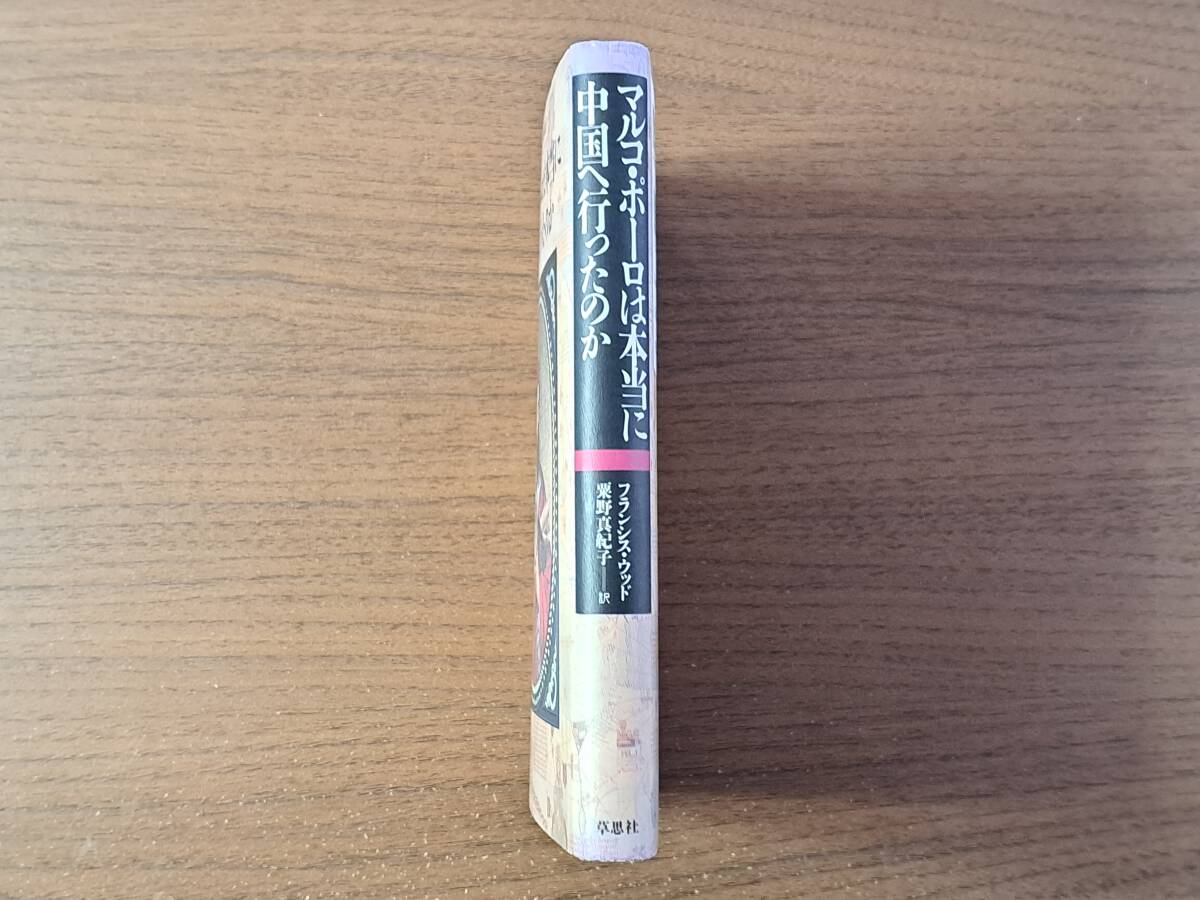 マルコ・ポーロは本当に
中国へ行ったのか
フランシス・ウッド
粟野真紀子──訳
草思社